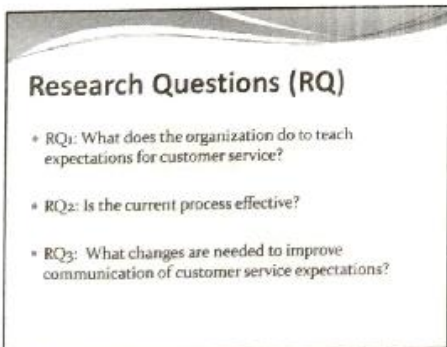 Research Questions (RQ)
• RQ1: What does the organization do to teach
expectations for customer service?
• RQ2: Is the current process effective?
• RQ3: What changes are needed to improve
communication of customer service expectations?